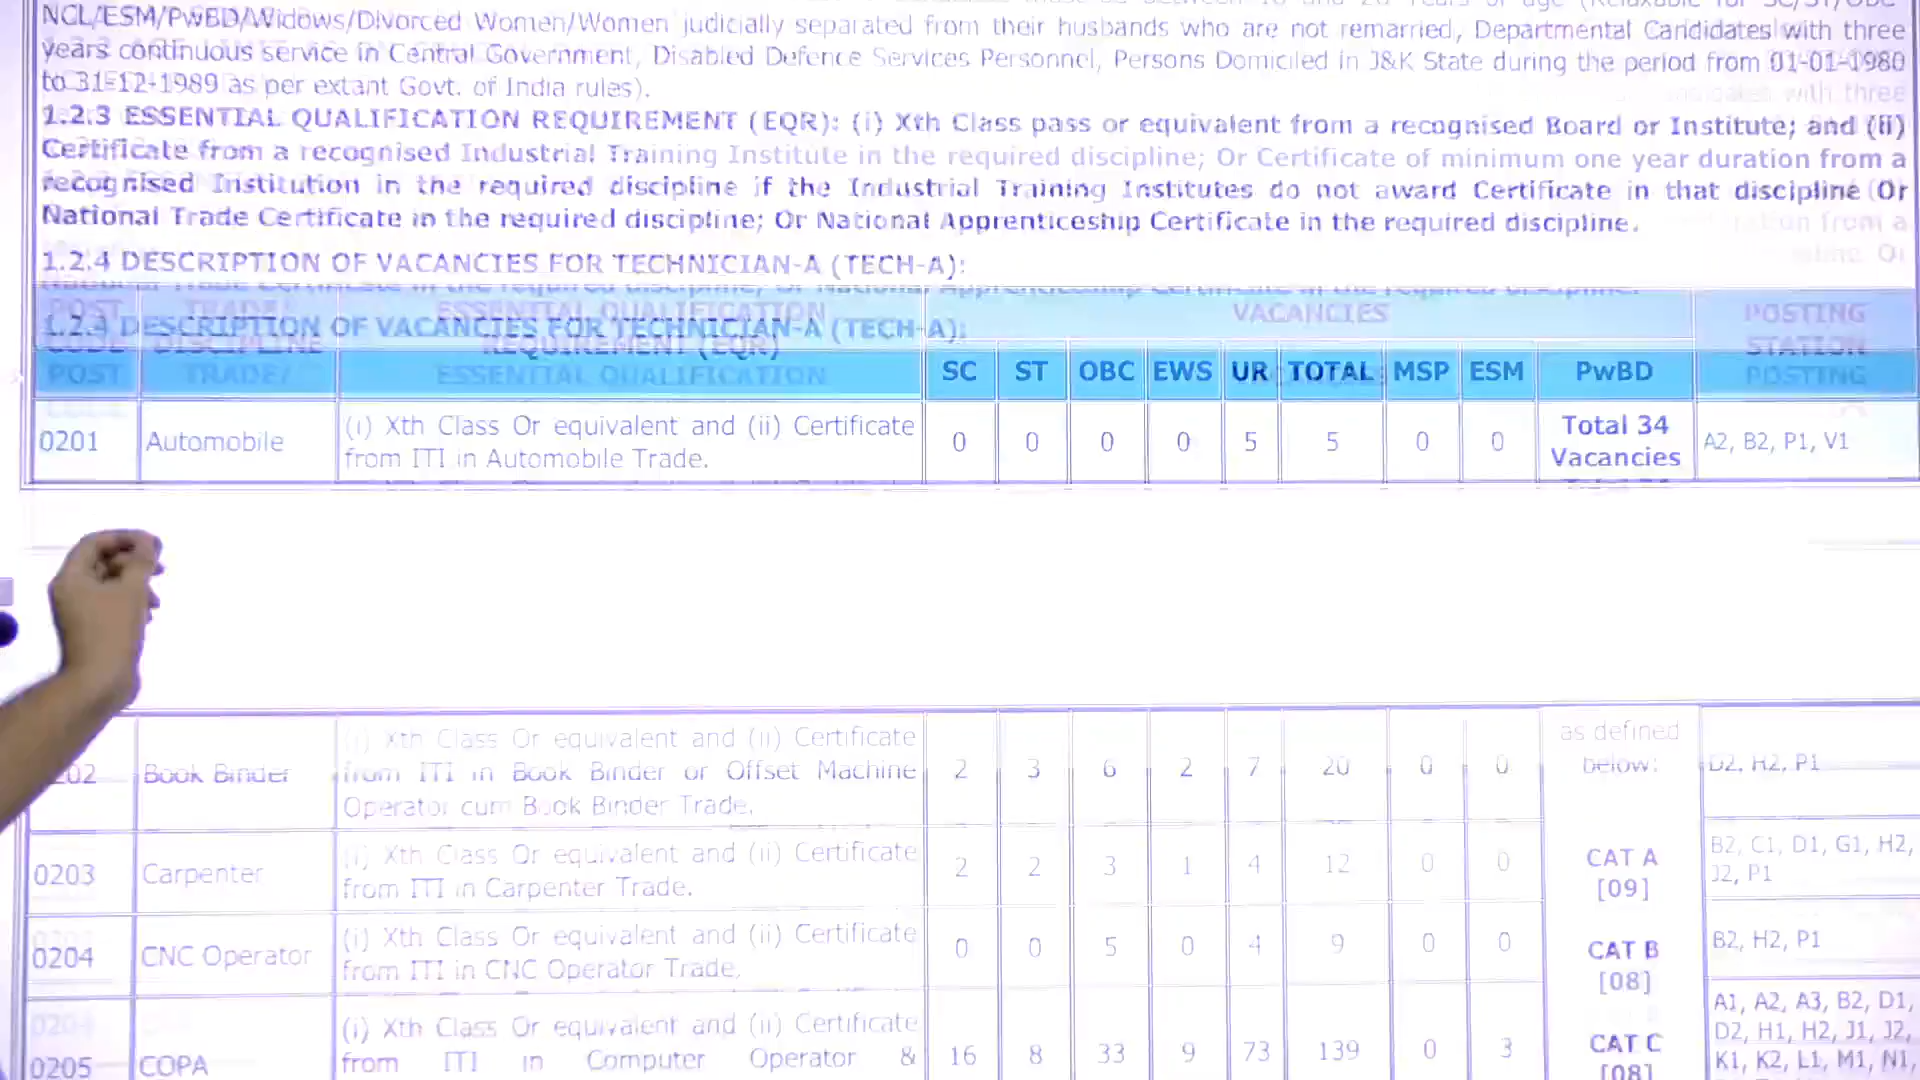 NCL/ESM/PwBD/Widows/Divorced Women/Women judicially separated from their husbands who are not remarried, Departmental Candidates with three
years continuous service in Central Government, Disabled Defence Services Personnel, Persons Domiciled in J&K State during the period from 01-01-1980
to 31-12-1989 as per extant Govt. of India rules).
1.2.3 ESSENTIAL QUALIFICATION REQUIREMENT (EQR): (i) Xth Class pass or equivalent from a recognised Board or Institute; and (ii)
Certificate from a recognised Industrial Training Institute in the required discipline; Or Certificate of minimum one year duration from a
recognised Institution in the required discipline if the Industrial Training Institutes do not award Certificate in that discipline Or
National Trade Certificate in the required discipline; Or National Apprenticeship Certificate in the required discipline.
1.2.4 DESCRIPTION OF VACANCIES FOR TECHNICIAN-A (TECH-A):
POST CODE TRADE/ DISCIPLINE ESSENTIAL QUALIFICATION REQUIREMENT (EQR) VACANCIES POSTING STATION
SC ST OBC EWS UR TOTAL MSP ESM PwBD
0201 Automobile (i) Xth Class Or equivalent and (ii) Certificate 0 0 0 0 5 5 0 0 Total 34 A2, B2, P1, V1
from ITI in Automobile Trade. Vacancies
as defined
(i) Xth Class Or equivalent and (ii) Certificate
Book Binder from ITI in Book Binder or Offset Machine 2 3 6 2 7 20 0 0 below: D2, H2, P1
Operator cum Book Binder Trade.
0203 Carpenter (i) Xth Class Or equivalent and (ii) Certificate 2 2 3 1 4 12 0 0 CAT A B2, C1, D1, G1, H2,
from ITI in Carpenter Trade. [09] J2, P1
0204 CNC Operator (i) Xth Class Or equivalent and (ii) Certificate 0 0 5 0 4 9 0 0 CAT B B2, H2, P1
from ITI in CNC Operator Trade. [08]
A1, A2, A3, B2, D1,
(i) Xth Class Or equivalent and (ii) Certificate D2, H1, H2, J1, J2,
0205 COPA from ITI in Computer Operator & 16 8 33 9 73 139 0 3 CAT C K1, K2, L1, M1, N1,
[08]